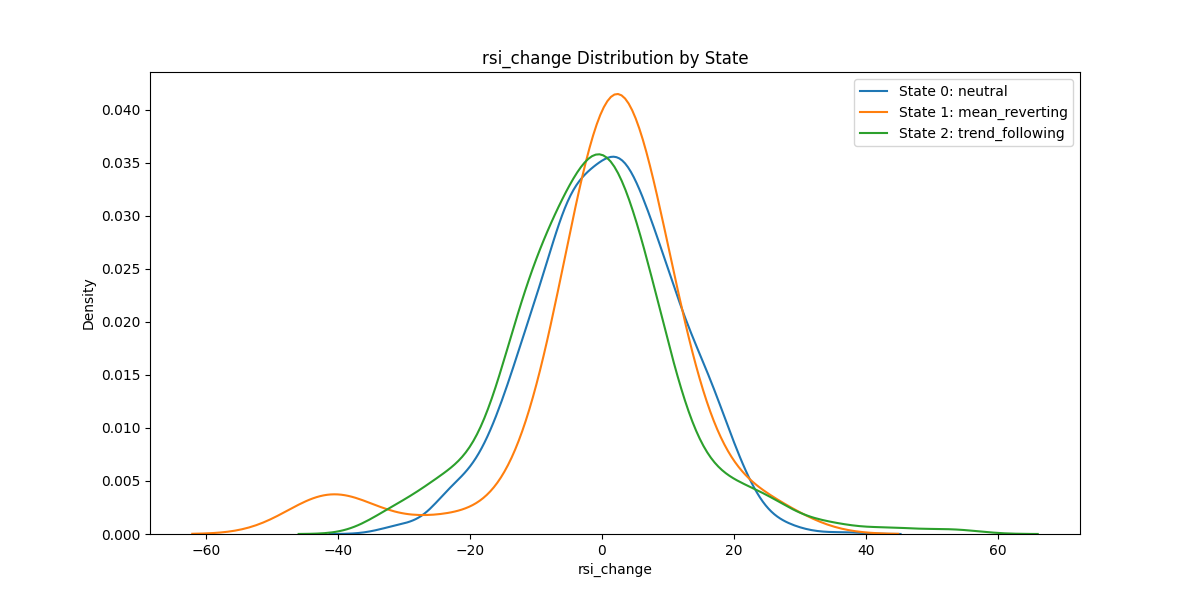 rsi_change Distribution by State
State 0: neutral
State 1: mean_reverting
State 2: trend_following
Density
0.040
0.035
0.030
0.025
0.020
0.015
0.010
0.005
0.000
−60 −40 −20 0 20 40 60
rsi_change